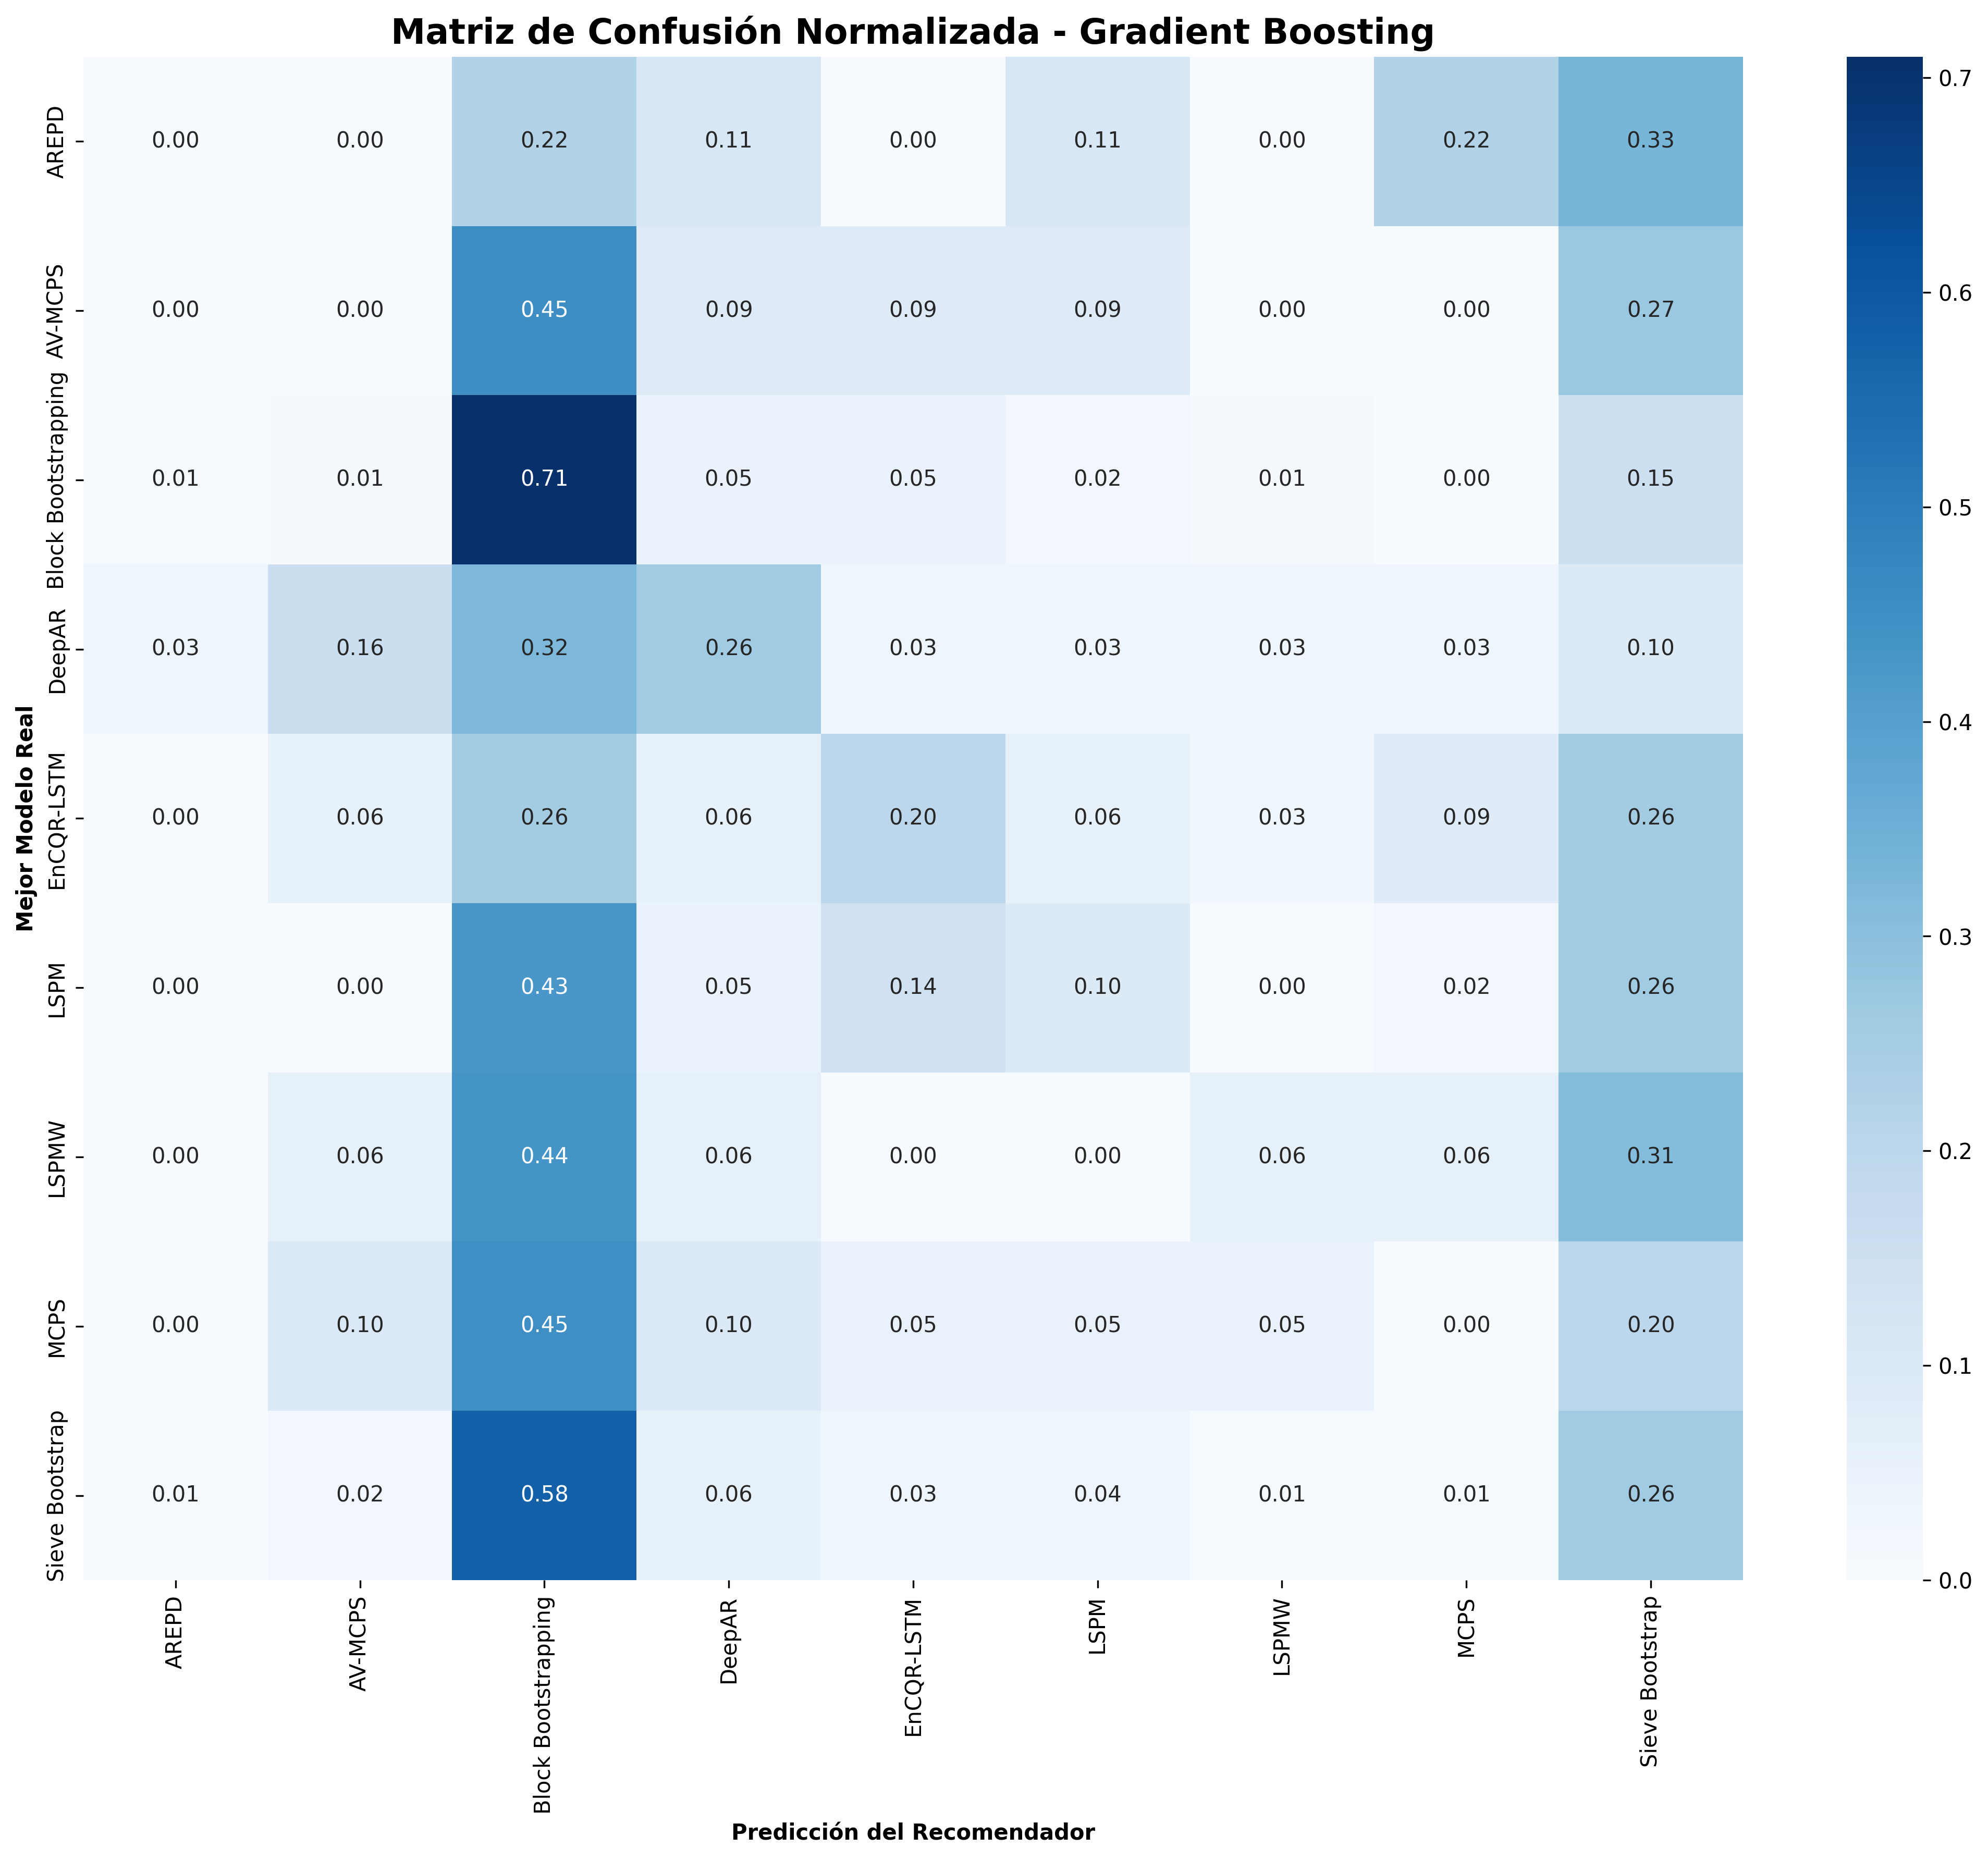 Matriz de Confusión Normalizada - Gradient Boosting
AREPD 0.00 0.00 0.22 0.11 0.00 0.11 0.00 0.22 0.33
AV-MCPS 0.00 0.00 0.45 0.09 0.09 0.09 0.00 0.00 0.27
Block Bootstrapping 0.01 0.01 0.71 0.05 0.05 0.02 0.01 0.00 0.15
DeepAR 0.03 0.16 0.32 0.26 0.03 0.03 0.03 0.03 0.10
EnCQR-LSTM 0.00 0.06 0.26 0.06 0.20 0.06 0.03 0.09 0.26
LSPM 0.00 0.00 0.43 0.05 0.14 0.10 0.00 0.02 0.26
LSPMW 0.00 0.06 0.44 0.06 0.00 0.00 0.06 0.06 0.31
MCPS 0.00 0.10 0.45 0.10 0.05 0.05 0.05 0.00 0.20
Sieve Bootstrap 0.01 0.02 0.58 0.06 0.03 0.04 0.01 0.01 0.26
Mejor Modelo Real
AREPD
AV-MCPS
Block Bootstrapping
DeepAR
EnCQR-LSTM
LSPM
LSPMW
MCPS
Sieve Bootstrap
Predicción del Recomendador
0.7
0.6
0.5
0.4
0.3
0.2
0.1
0.0